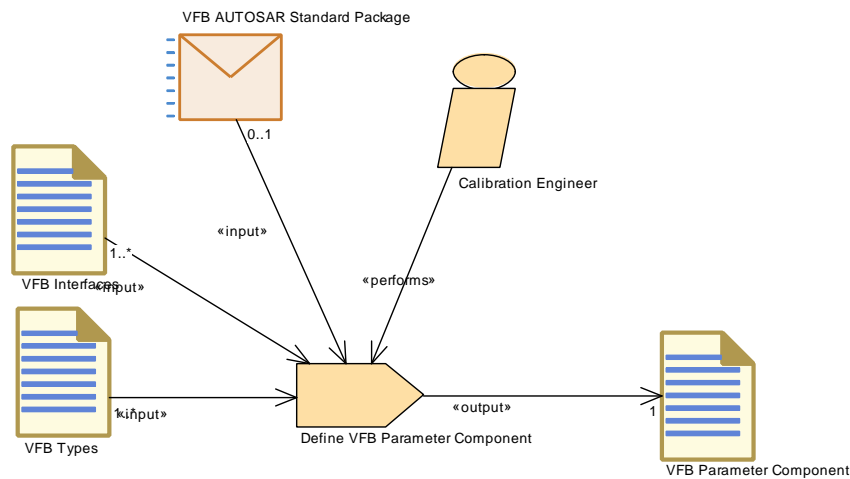 VFB AUTOSAR Standard Package
0..1
Calibration Engineer
«input»
1..*
VFB Interfaces
«input»
«performs»
«input»
«output»
1
Define VFB Parameter Component
VFB Types
VFB Parameter Component